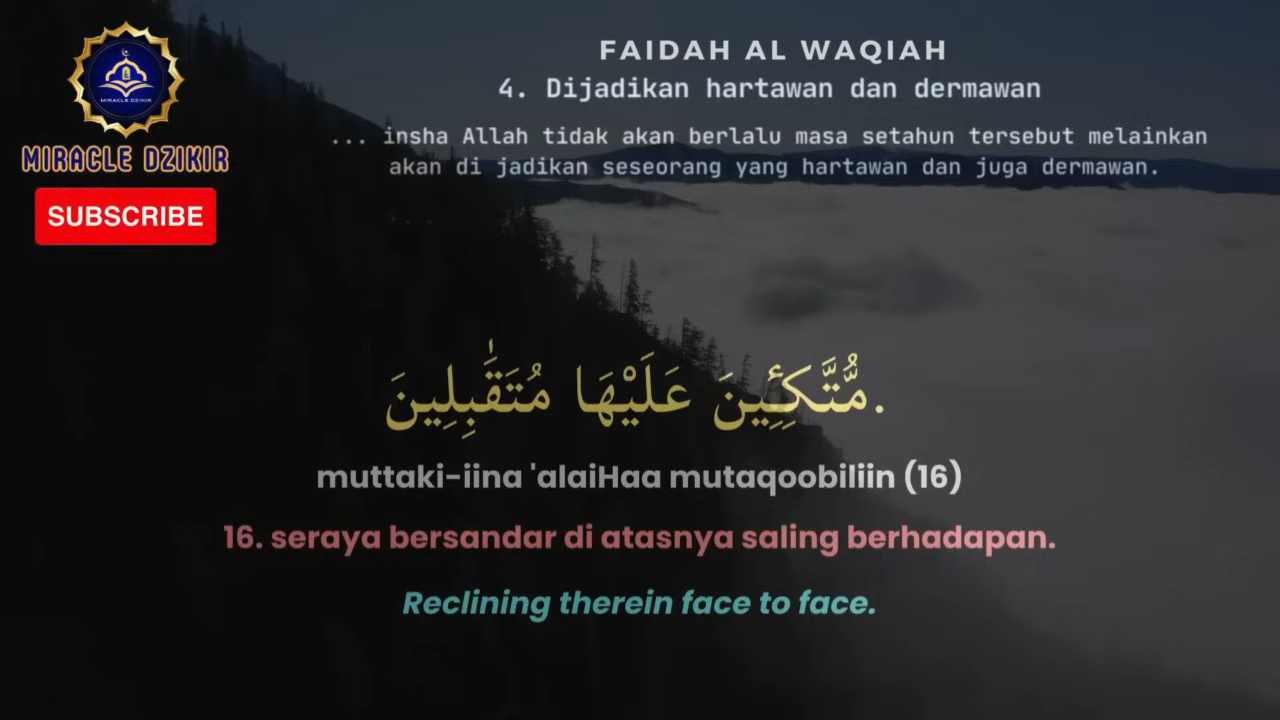 MIRACLE DZIKIR
MIRACLE DZIKIR
SUBSCRIBE
FAIDAH AL WAQIAH
4. Dijadikan hartawan dan dermawan
... insha Allah tidak akan berlalu masa setahun tersebut melainkan
akan di jadikan seseorang yang hartawan dan juga dermawan.
مُّتَّكِـِٔينَ عَلَيْهَا مُتَقَٰبِلِينَ.
muttaki-iina 'alaiHaa mutaqoobiliin (16)
16. seraya bersandar di atasnya saling berhadapan.
Reclining therein face to face.